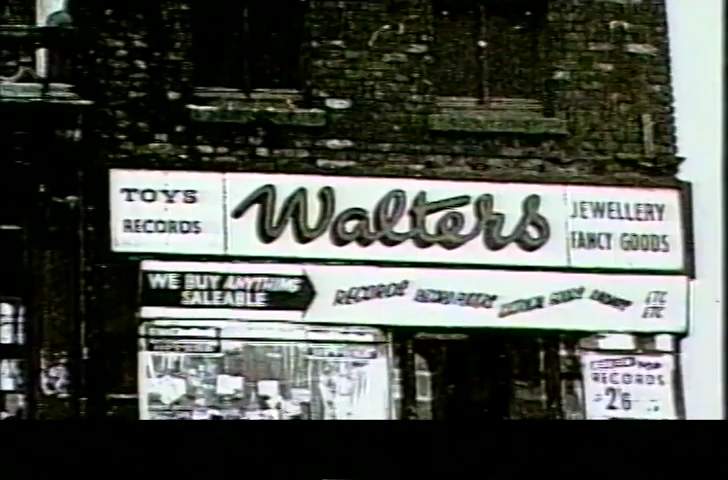 TOYS
RECORDS
Walters
JEWELLERY
FANCY GOODS
WE BUY ANYTHING
SALEABLE
RECORDS
ETC
ETC
RECORDS
2'6